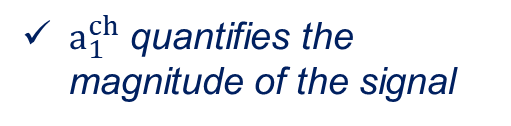 ✓ a₁ᶜʰ quantifies the
magnitude of the signal